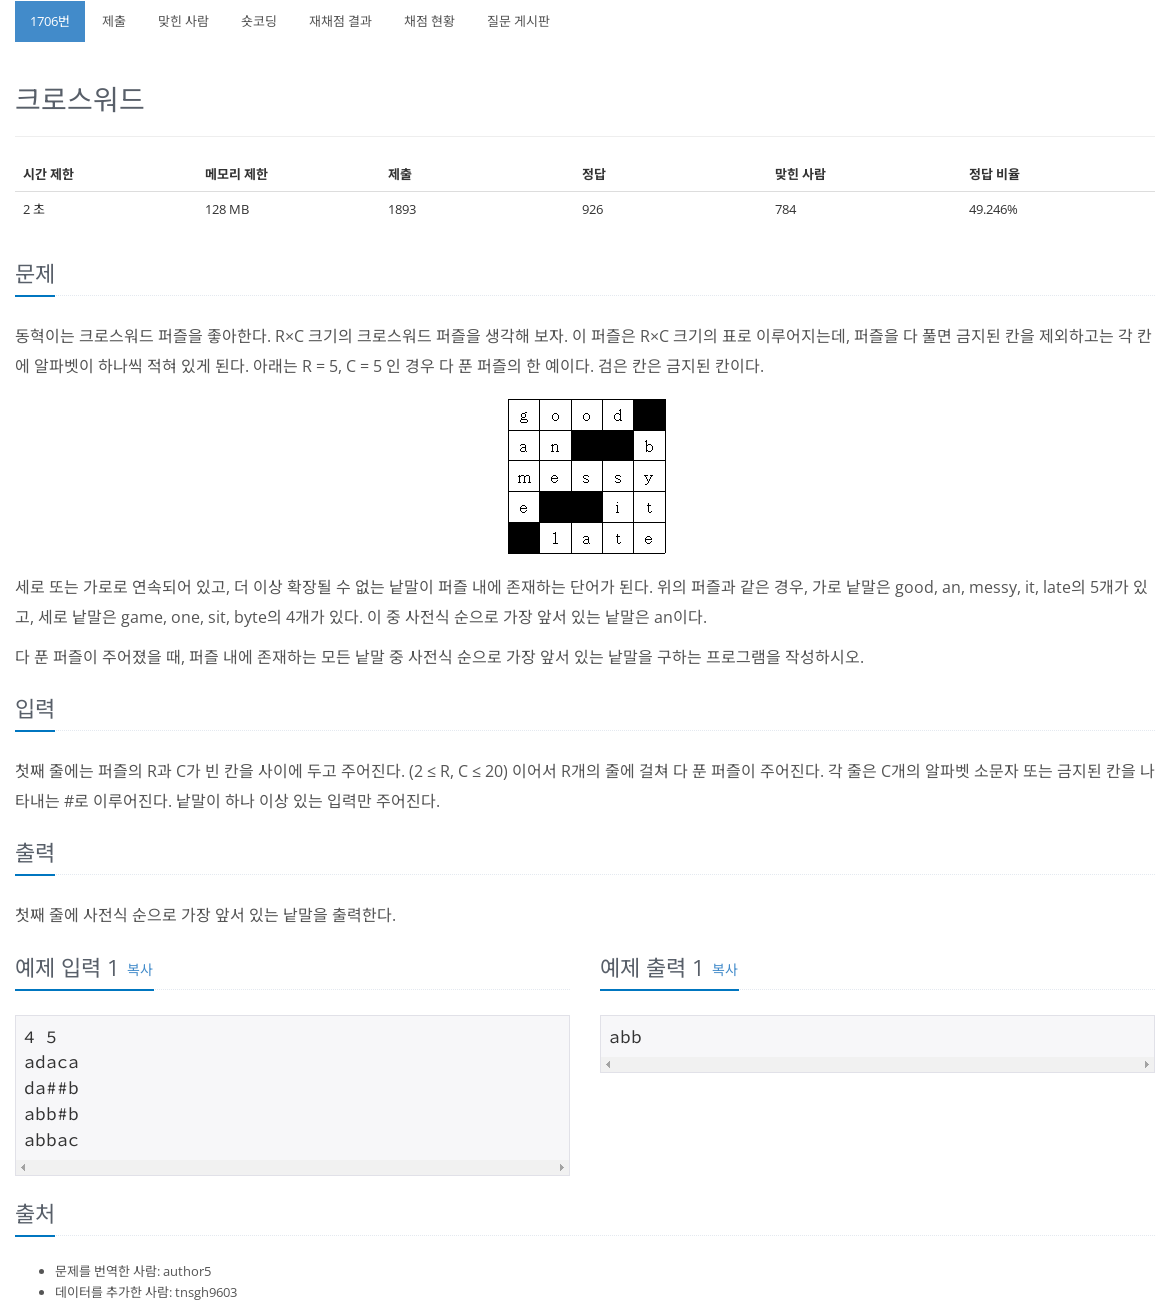 1706번 제출 맞힌 사람 숏코딩 재채점 결과 채점 현황 질문 게시판
크로스워드
시간 제한 메모리 제한 제출 정답 맞힌 사람 정답 비율
2 초 128 MB 1893 926 784 49.246%
문제
동혁이는 크로스워드 퍼즐을 좋아한다. R×C 크기의 크로스워드 퍼즐을 생각해 보자. 이 퍼즐은 R×C 크기의 표로 이루어지는데, 퍼즐을 다 풀면 금지된 칸을 제외하고는 각 칸
에 알파벳이 하나씩 적혀 있게 된다. 아래는 R = 5, C = 5 인 경우 다 푼 퍼즐의 한 예이다. 검은 칸은 금지된 칸이다.
g o o d
a n b
m e s s y
e i t
l a t e
세로 또는 가로로 연속되어 있고, 더 이상 확장될 수 없는 낱말이 퍼즐 내에 존재하는 단어가 된다. 위의 퍼즐과 같은 경우, 가로 낱말은 good, an, messy, it, late의 5개가 있
고, 세로 낱말은 game, one, sit, byte의 4개가 있다. 이 중 사전식 순으로 가장 앞서 있는 낱말은 an이다.
다 푼 퍼즐이 주어졌을 때, 퍼즐 내에 존재하는 모든 낱말 중 사전식 순으로 가장 앞서 있는 낱말을 구하는 프로그램을 작성하시오.
입력
첫째 줄에는 퍼즐의 R과 C가 빈 칸을 사이에 두고 주어진다. (2 ≤ R, C ≤ 20) 이어서 R개의 줄에 걸쳐 다 푼 퍼즐이 주어진다. 각 줄은 C개의 알파벳 소문자 또는 금지된 칸을 나
타내는 #로 이루어진다. 낱말이 하나 이상 있는 입력만 주어진다.
출력
첫째 줄에 사전식 순으로 가장 앞서 있는 낱말을 출력한다.
예제 입력 1 복사
4 5
adaca
da##b
abb#b
abbac
예제 출력 1 복사
abb
출처
문제를 번역한 사람: author5
데이터를 추가한 사람: tnsgh9603